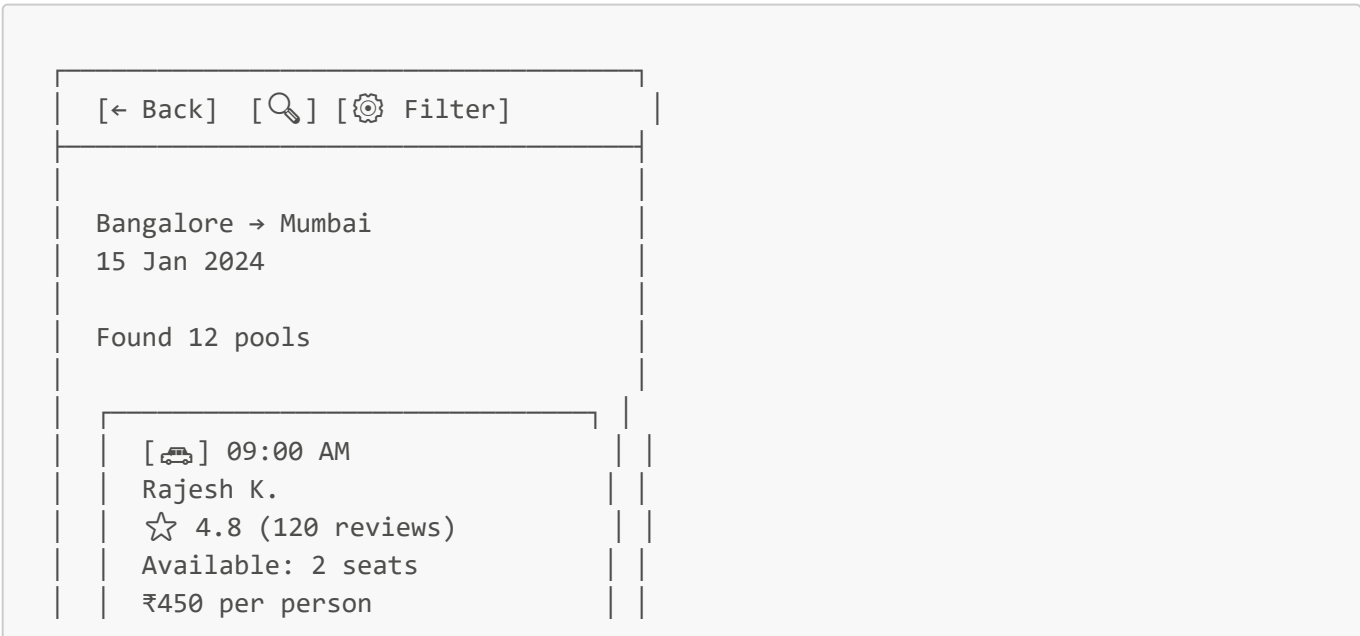 [← Back] [🔍] [⚙ Filter]
Bangalore → Mumbai
15 Jan 2024
Found 12 pools
[🚗] 09:00 AM
Rajesh K.
⭐ 4.8 (120 reviews)
Available: 2 seats
₹450 per person